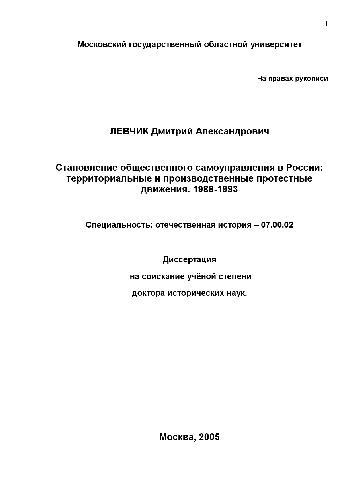 1
Московский государственный областной университет
На правах рукописи
ЛЕВЧИК Дмитрий Александрович
Становление общественного самоуправления в России:
территориальные и производственные протестные
движения. 1988-1993
Специальность: отечественная история – 07.00.02
Диссертация
на соискание учёной степени
доктора исторических наук.
Москва, 2005